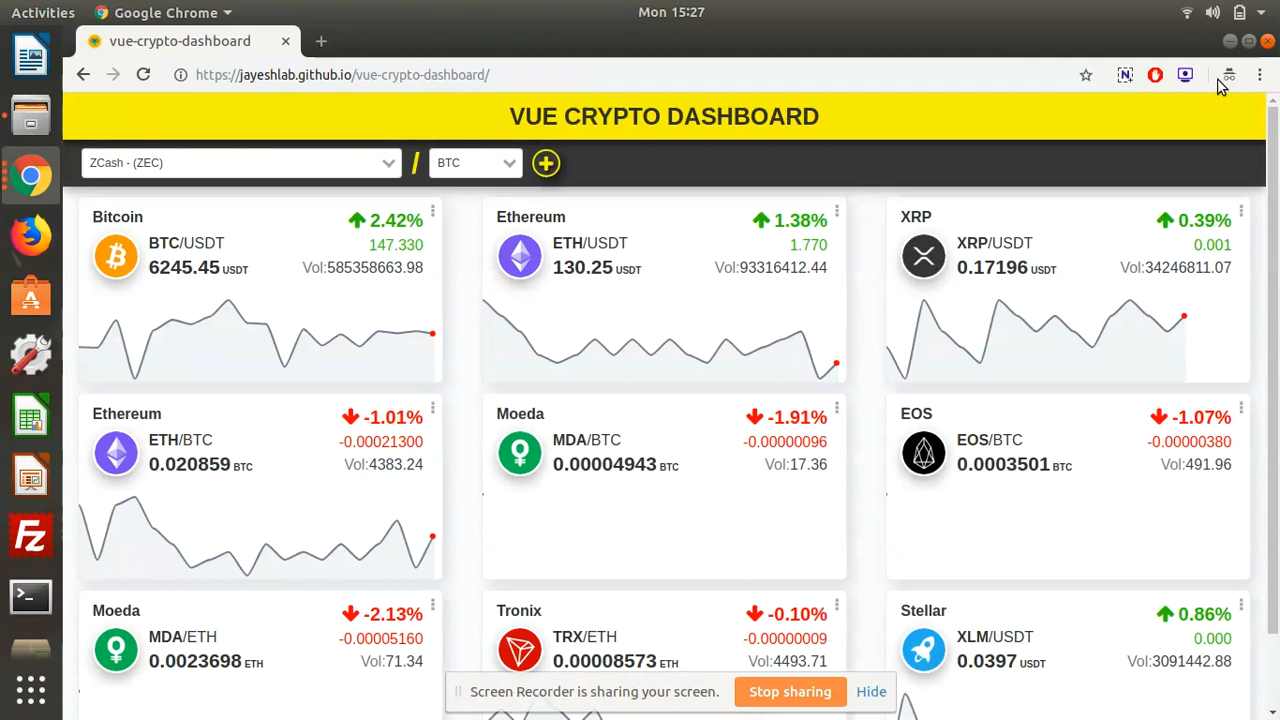 Activities
Google Chrome
Mon 15:27
vue-crypto-dashboard
https://jayeshlab.github.io/vue-crypto-dashboard/
VUE CRYPTO DASHBOARD
ZCash - (ZEC)
/
BTC
Bitcoin
2.42%
BTC/USDT
147.330
6245.45 USDT
Vol:585358663.98
Ethereum
1.38%
ETH/USDT
1.770
130.25 USDT
Vol:93316412.44
XRP
0.39%
XRP/USDT
0.001
0.17196 USDT
Vol:34246811.07
Ethereum
-1.01%
ETH/BTC
-0.00021300
0.020859 BTC
Vol:4383.24
Moeda
-1.91%
MDA/BTC
-0.00000096
0.00004943 BTC
Vol:17.36
EOS
-1.07%
EOS/BTC
-0.00000380
0.0003501 BTC
Vol:491.96
Moeda
-2.13%
MDA/ETH
-0.00005160
0.0023698 ETH
Vol:71.34
Tronix
-0.10%
TRX/ETH
-0.00000009
0.00008573 ETH
Vol:4493.71
Stellar
0.86%
XLM/USDT
0.000
0.0397 USDT
Vol:3091442.88
Screen Recorder is sharing your screen.
Stop sharing
Hide